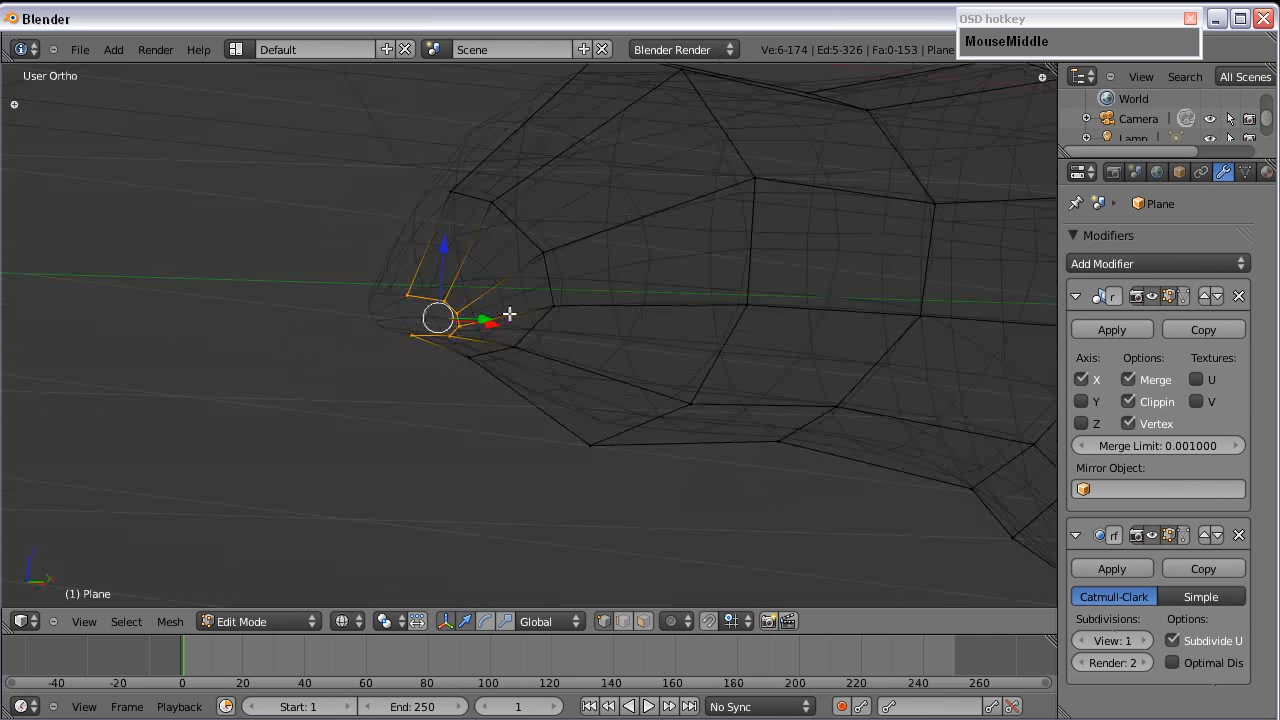 Blender
OSD hotkey
MouseMiddle
File Add Render Help Default Scene Blender Render Ve:6-174 | Ed:5-326 | Fa:0-153 | Plane
View Search All Scenes
User Ortho
World
Camera
Lamp
Plane
Modifiers
Add Modifier
r
Apply Copy
Axis: Options: Textures:
X Merge U
Y Clippin V
Z Vertex
Merge Limit: 0.001000
Mirror Object:
rf
Apply Copy
Catmull-Clark Simple
Subdivisions: Options:
View: 1 Subdivide U
Render: 2 Optimal Dis
(1) Plane
View Select Mesh Edit Mode Global
-40 -20 0 20 40 60 80 100 120 140 160 180 200 220 240 260
View Frame Playback Start: 1 End: 250 1 No Sync